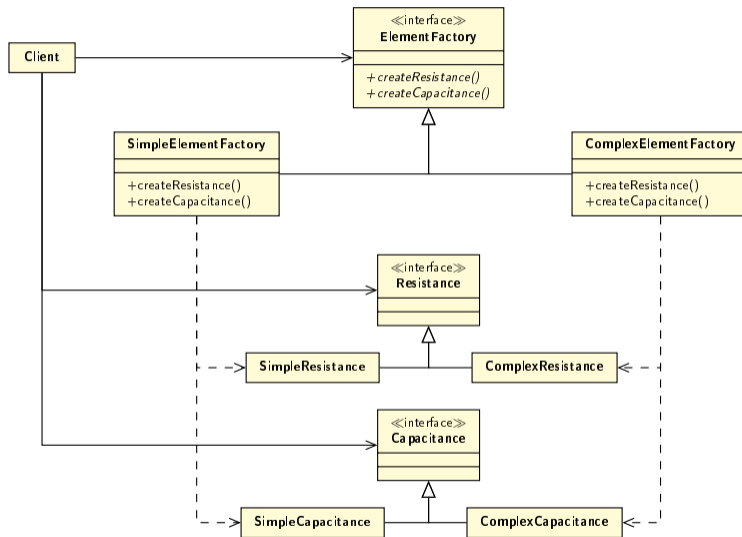 ≪interface≫
ElementFactory
+createResistance()
+createCapacitance()
Client
SimpleElementFactory
+createResistance()
+createCapacitance()
ComplexElementFactory
+createResistance()
+createCapacitance()
≪interface≫
Resistance
SimpleResistance
ComplexResistance
≪interface≫
Capacitance
SimpleCapacitance
ComplexCapacitance